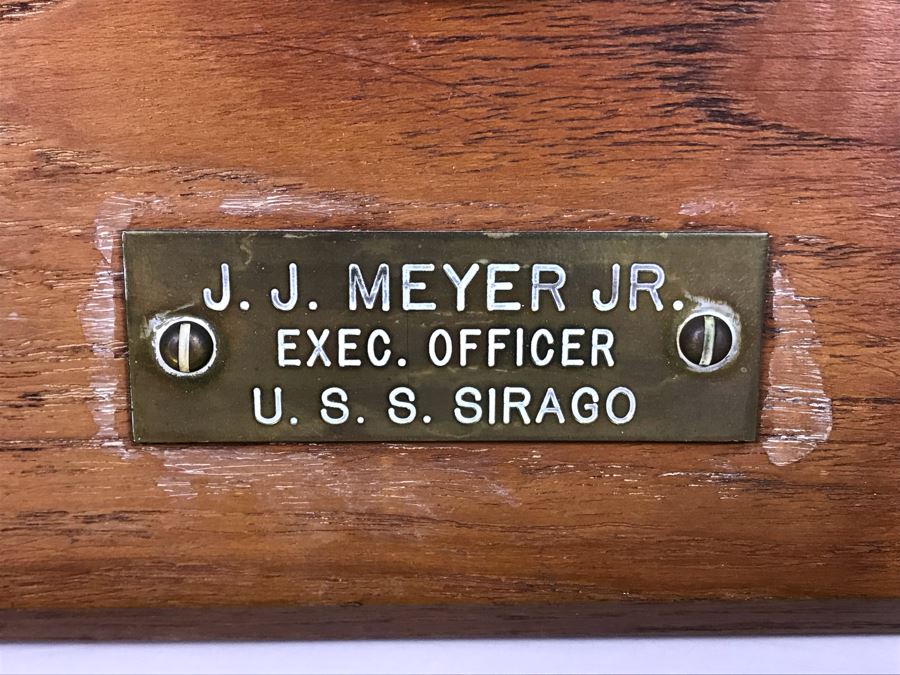 J. J. MEYER JR.
EXEC. OFFICER
U. S. S. SIRAGO